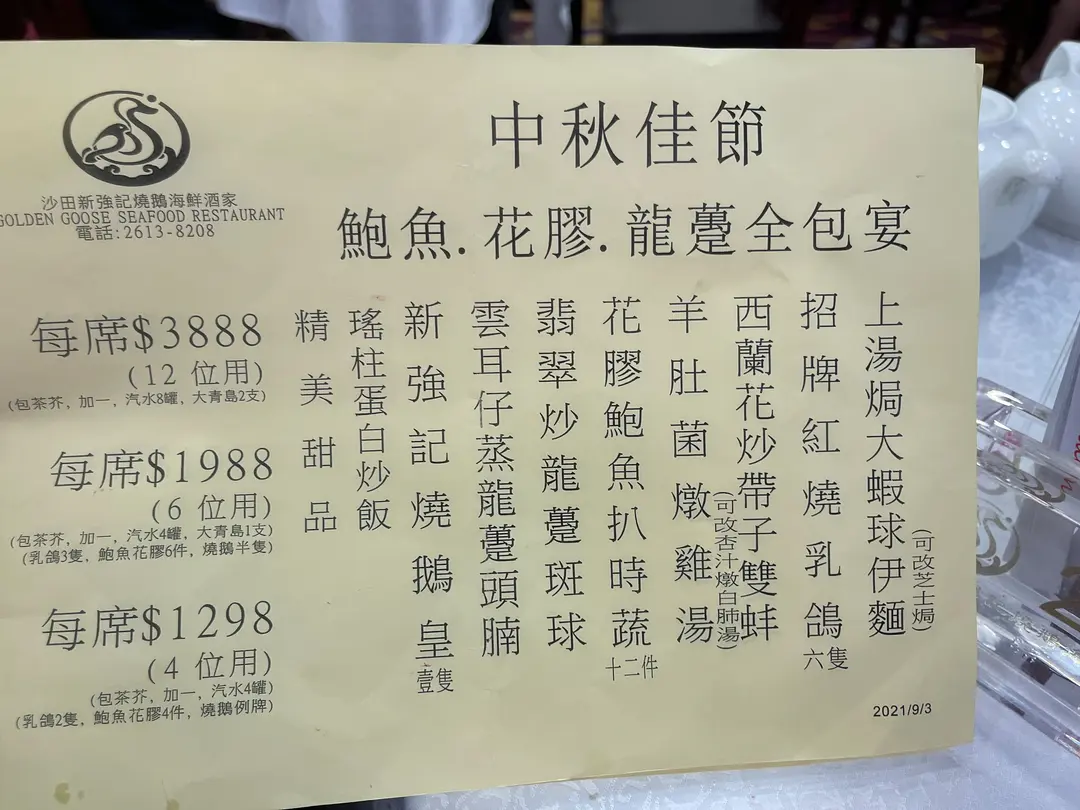 沙田新強記燒鵝海鮮酒家
GOLDEN GOOSE SEAFOOD RESTAURANT
電話:2613-8208
中秋佳節
鮑魚.花膠.龍躉全包宴
上湯焗大蝦球伊麵
(可改芝士焗)
招牌紅燒乳鴿六隻
西蘭花炒帶子雙蚌
羊肚菌燉雞湯
(可改杏汁燉白肺湯)
花膠鮑魚扒時蔬十二件
翡翠炒龍躉斑球
雲耳仔蒸龍躉頭腩
新強記燒鵝皇壹隻
瑤柱蛋白炒飯
精美甜品
每席$3888
(12 位用)
(包茶芥, 加一, 汽水8罐, 大青島2支)
每席$1988
(6 位用)
(包茶芥, 加一, 汽水4罐, 大青島1支)
(乳鴿3隻, 鮑魚花膠6件, 燒鵝半隻)
每席$1298
(4 位用)
(包茶芥, 加一, 汽水4罐)
(乳鴿2隻, 鮑魚花膠4件, 燒鵝例牌)
2021/9/3